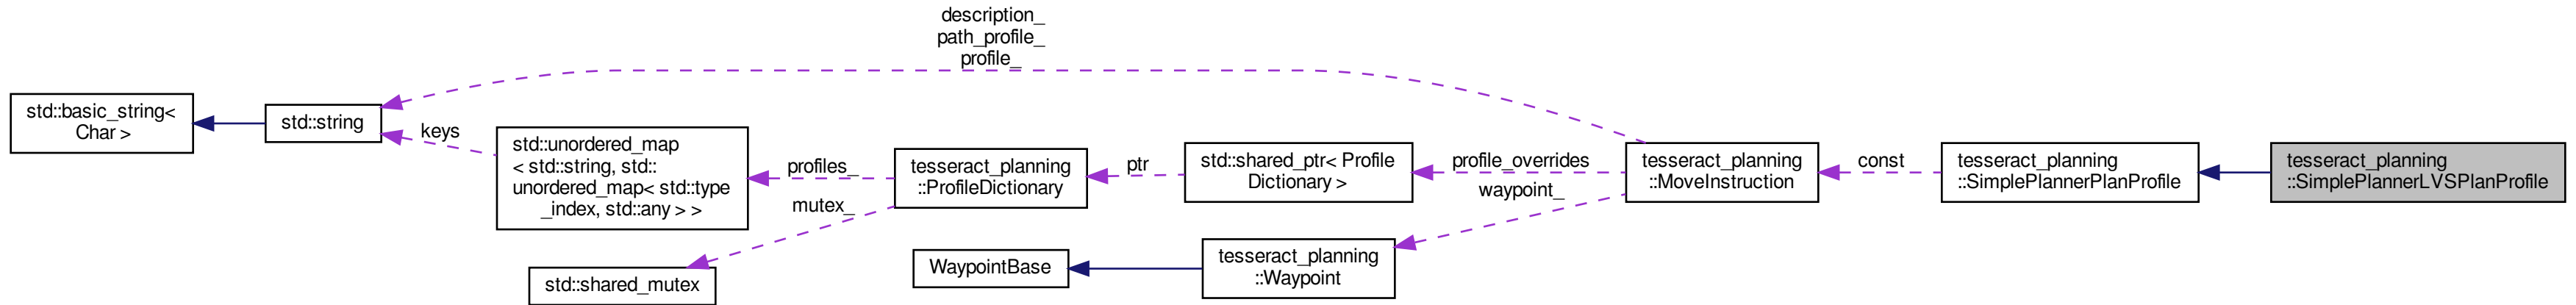 description_
path_profile_
profile_
std::basic_string<
Char >
std::string
keys
std::unordered_map
< std::string, std::
unordered_map< std::type
_index, std::any > >
profiles_
mutex_
std::shared_mutex
tesseract_planning
::ProfileDictionary
ptr
std::shared_ptr< Profile
Dictionary >
profile_overrides
waypoint_
WaypointBase
tesseract_planning
::Waypoint
tesseract_planning
::MoveInstruction
const
tesseract_planning
::SimplePlannerPlanProfile
tesseract_planning
::SimplePlannerLVSPlanProfile